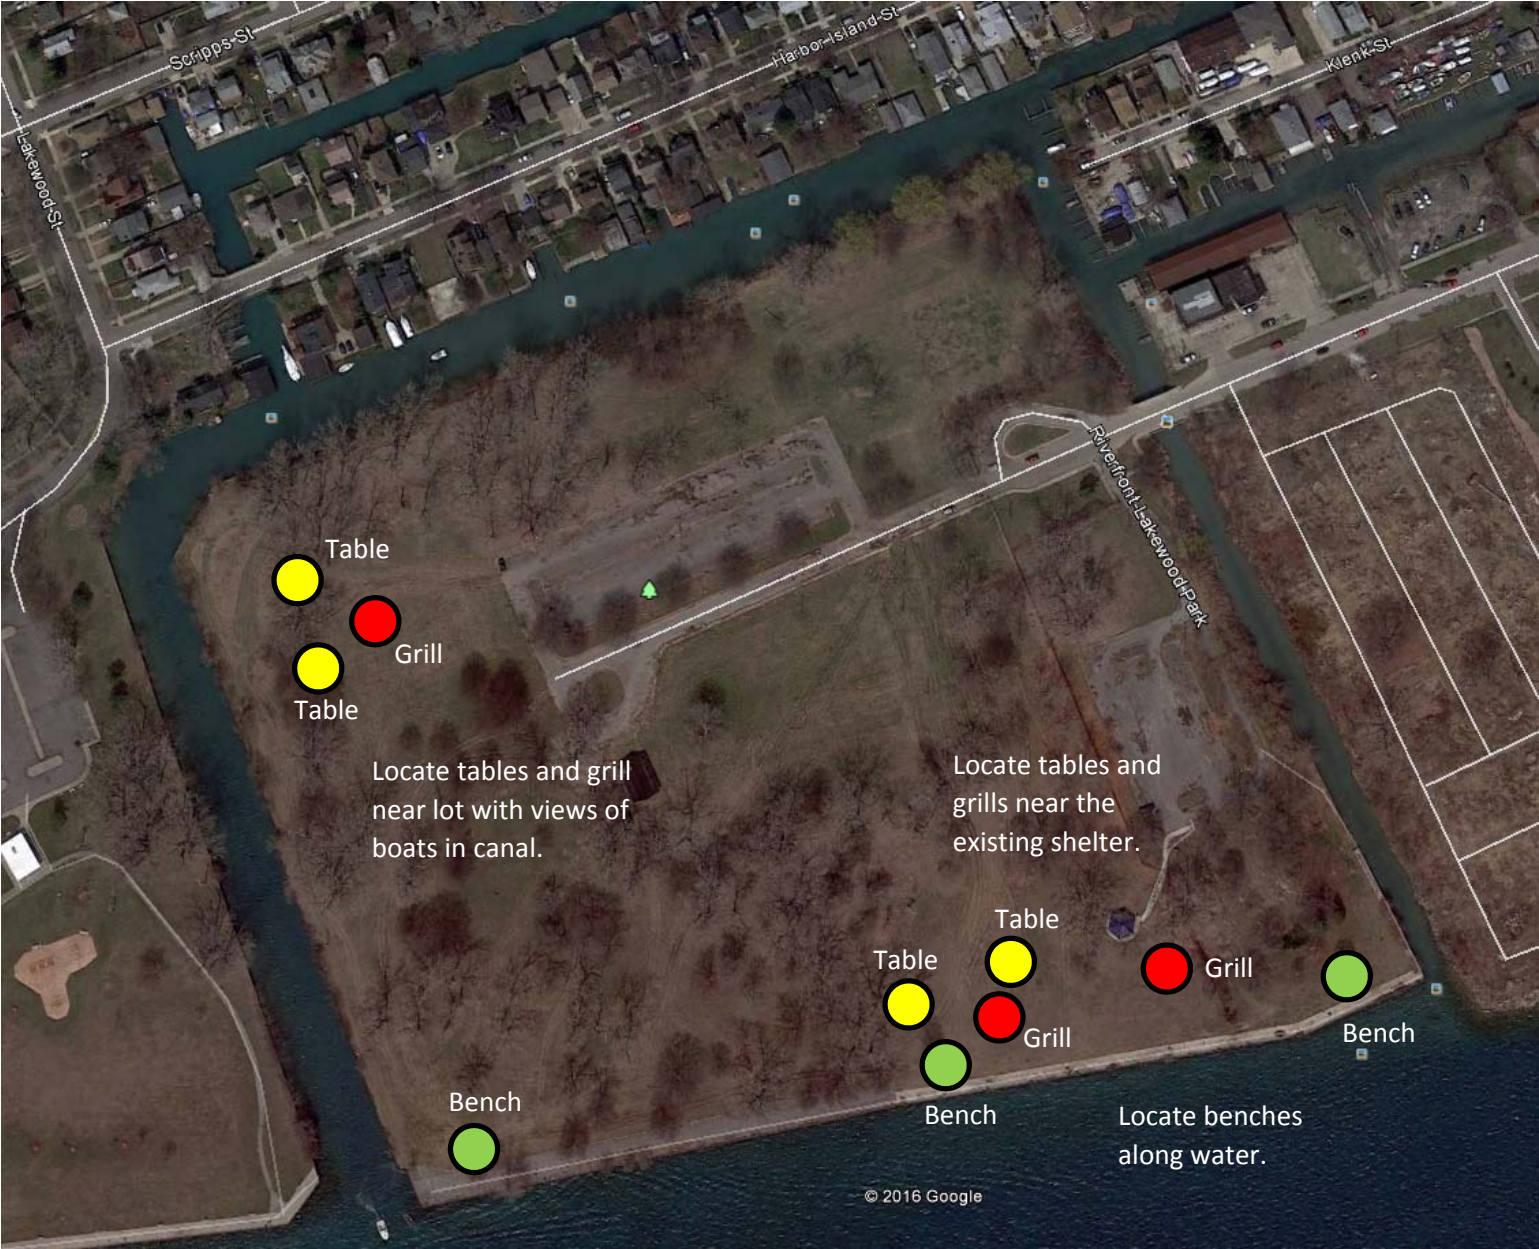 Scripps St
Harbor Island St
Klenk St
Lakewood St
Riverfront-Lakewood Park
Table
Grill
Table
Locate tables and grill
near lot with views of
boats in canal.
Locate tables and
grills near the
existing shelter.
Table
Table
Grill
Grill
Bench
Bench
Bench
Locate benches
along water.
© 2016 Google